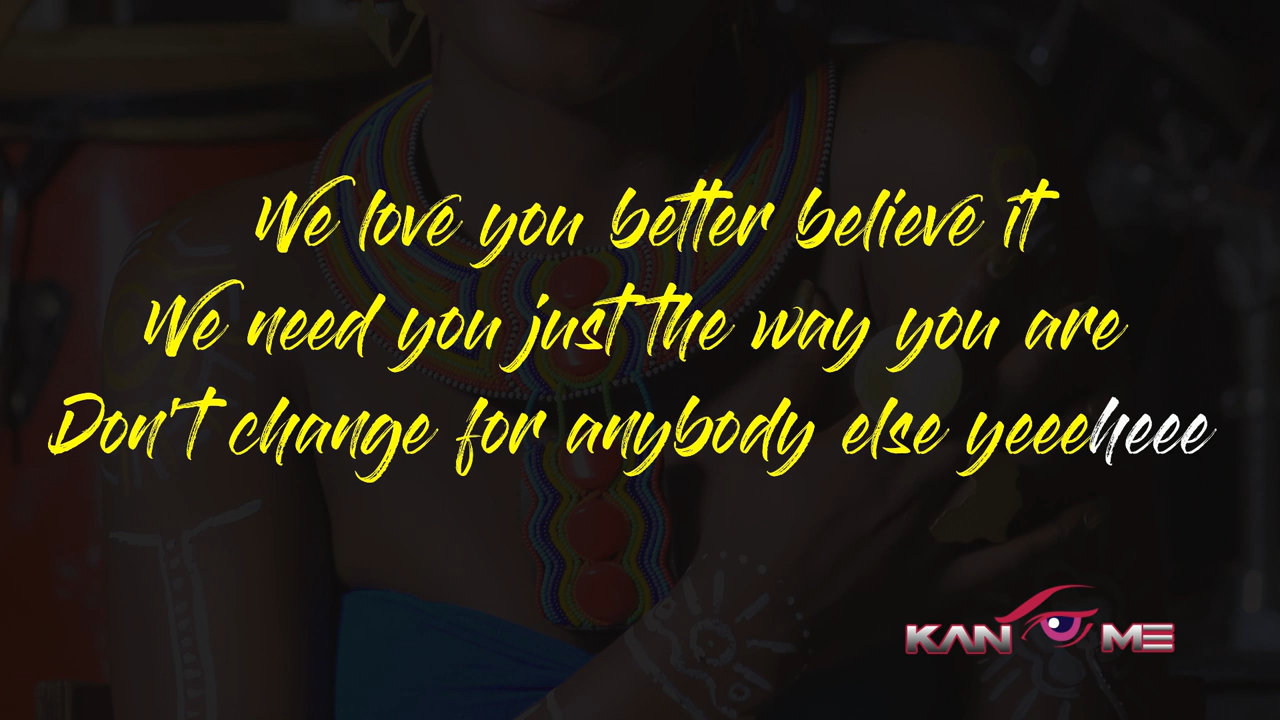 We love you better believe it
We need you just the way you are
Don'T change for anybody else yeeeheee
KAN ME